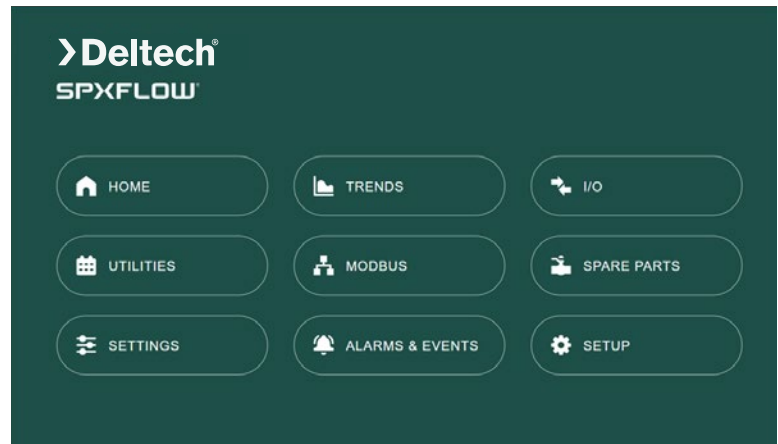 Deltech®
SPXFLOW®
HOME
TRENDS
I/O
UTILITIES
MODBUS
SPARE PARTS
SETTINGS
ALARMS & EVENTS
SETUP